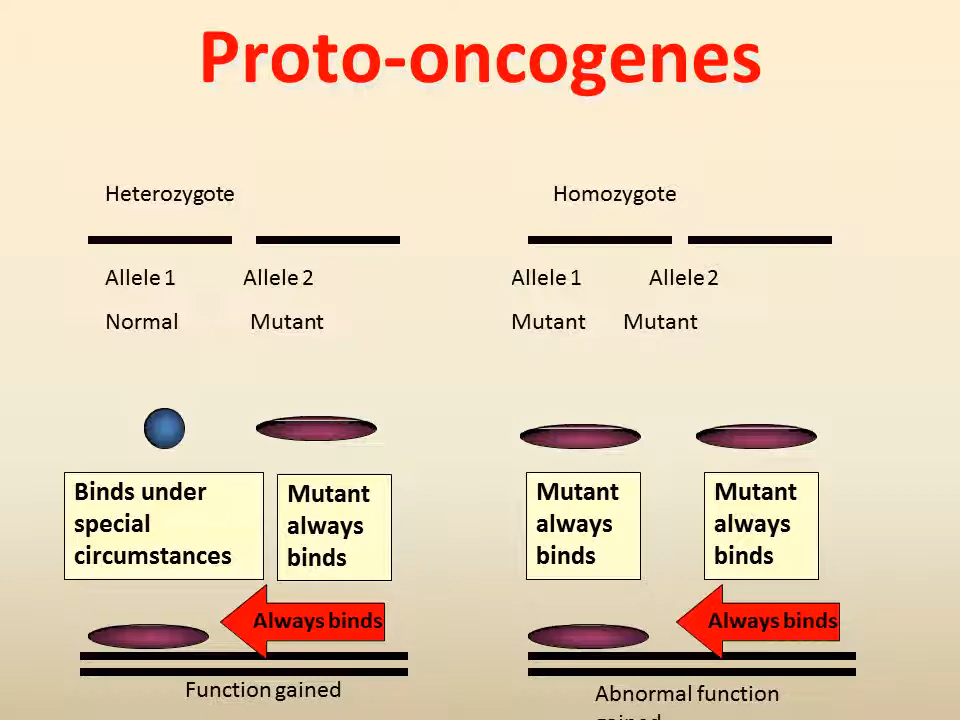 Proto-oncogenes
Heterozygote
Homozygote
Allele 1
Allele 2
Allele 1
Allele 2
Normal
Mutant
Mutant
Mutant
Binds under
special
circumstances
Mutant
always
binds
Mutant
always
binds
Mutant
always
binds
Always binds
Always binds
Function gained
Abnormal function
gained